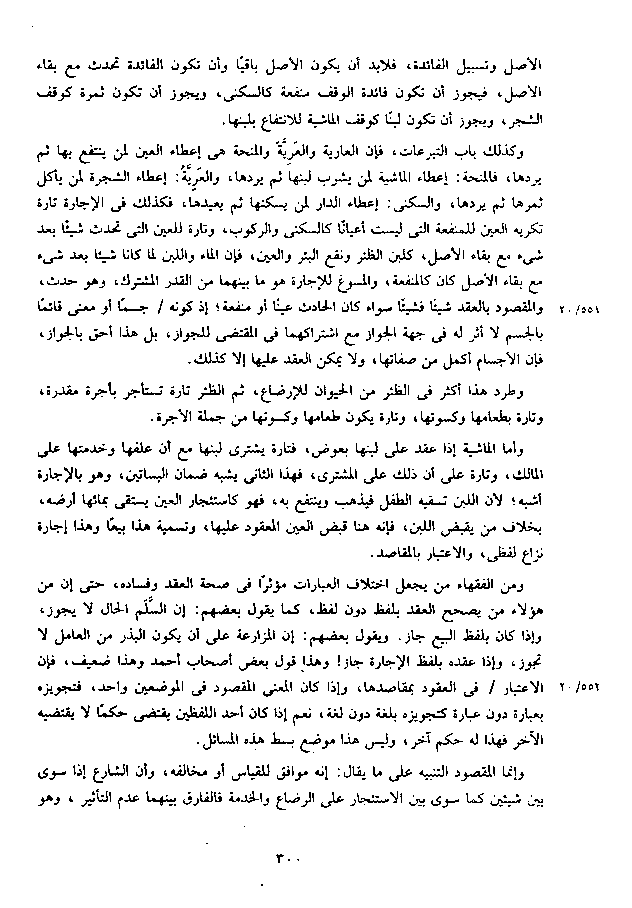 الأصل وتسبيل الفائدة، فلابد أن يكون الأصل باقيًا وأن تكون الفائدة تحدث مع بقاء
الأصل، فيجوز أن تكون فائدة الوقف منفعة كالسكنى، ويجوز أن تكون ثمرة كوقف
الشجر، ويجوز أن تكون لبنًا كوقف الماشية للانتفاع بلبنها.
وكذلك باب التبرعات، فإن العارية والعَرِيَّة والمنحة هى إعطاء العين لمن ينتفع بها ثم
يردها، فالمنحة: إعطاء الماشية لمن يشرب لبنها ثم يردها، والعَرِيَّةُ: إعطاء الشجرة لمن يأكل
ثمرها ثم يردها، والسكنى: إعطاء الدار لمن يسكنها ثم يعيدها، فكذلك فى الإجارة تارة
تكريه العين للمنفعة التى ليست أعيانًا كالسكنى والركوب، وتارة للعين التى تحدث شيئًا بعد
شىء مع بقاء الأصل، كلبن الظئر ونقع البئر والعين، فإن الماء واللبن لما كانا شيئا بعد شىء
مع بقاء الأصل كان كالمنفعة، والمسوغ للإجارة هو ما بينهما من القدر المشترك، وهو حدث،
٢٠/٥٥١ والمقصود بالعقد شيئًا فشيئًا سواء كان الحادث عينًا أو منفعة؛ إذ كونه / جسمًا أو معنى قائمًا
بالجسم لا أثر له فى جهة الجواز مع اشتراكهما فى المقتضى للجواز، بل هذا أحق بالجواز،
فإن الأجسام أكمل من صفاتها، ولا يمكن العقد عليها إلا كذلك.
وطرد هذا أكثر فى الظئر من الحيوان للإرضاع، ثم الظئر تارة تستأجر بأجرة مقدرة،
وتارة بطعامها وكسوتها، وتارة يكون طعامها وكسوتها من جملة الأجرة.
وأما الماشية إذا عقد على لبنها بعوض، فتارة يشترى لبنها مع أن علفها وخدمتها على
المالك، وتارة على أن ذلك على المشترى، فهذا الثانى يشبه ضمان البساتين، وهو بالإجارة
أشبه؛ لأن اللبن تسقيه الطفل فيذهب وينتفع به، فهو كاستئجار العين يستقى بمائها أرضه،
بخلاف من يقبض اللبن، فإنه هنا قبض العين المعقود عليها، وتسمية هذا بيعًا وهذا إجارة
نزاع لفظى، والاعتبار بالمقاصد.
ومن الفقهاء من يجعل اختلاف العبارات مؤثرًا فى صحة العقد وفساده، حتى إن من
هؤلاء من يصحح العقد بلفظ دون لفظ، كما يقول بعضهم: إن السَّلَم الحال لا يجوز،
وإذا كان بلفظ البيع جاز. ويقول بعضهم: إن المزارعة على أن يكون البذر من العامل لا
تجوز، وإذا عقده بلفظ الإجارة جاز! وهذا قول بعض أصحاب أحمد وهذا ضعيف، فإن
٢٠/٥٥٢ الاعتبار / فى العقود بمقاصدها، وإذا كان المعنى المقصود فى الموضعين واحد، فتجويزه
بعبارة دون عبارة كتجويزه بلغة دون لغة، نعم إذا كان أحد اللفظين يقتضى حكمًا لا يقتضيه
الآخر فهذا له حكم آخر، وليس هذا موضع بسط هذه المسائل.
وإنما المقصود التنبيه على ما يقال: إنه موافق للقياس أو مخالفه، وأن الشارع إذا سوى
بين شيئين كما سوى بين الاستئجار على الرضاع والخدمة فالفارق بينهما عدم التأثير ، وهو
٣٠٠